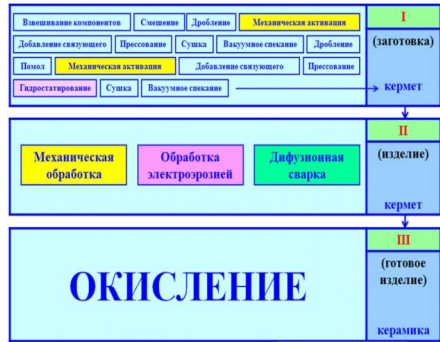 Взвешивание компонентов Смешение Дробление Механическая активация
Добавление связующего Прессование Сушка Вакуумное спекание Дробление
Помол Механическая активация Добавление связующего Прессование
Гидростатирование Сушка Вакуумное спекание
I
(заготовка)
кермет
Механическая обработка
Обработка электроэрозией
Дифузионная сварка
II
(изделие)
кермет
ОКИСЛЕНИЕ
III
(готовое
изделие)
керамика